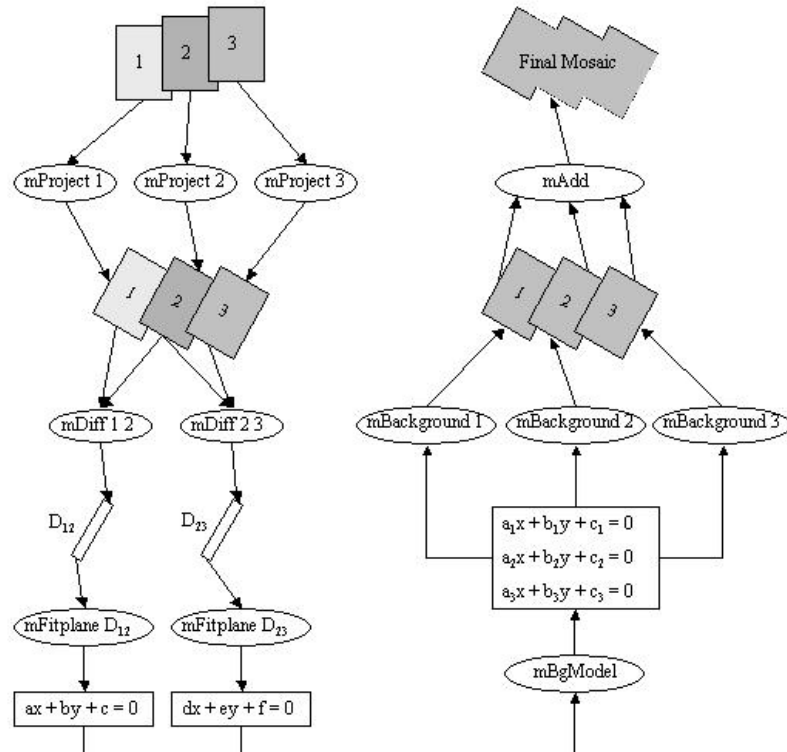 1
2
3
mProject 1
mProject 2
mProject 3
1
2
3
mDiff 1 2
mDiff 2 3
D₁₂
D₂₃
mFitplane D₁₂
mFitplane D₂₃
ax + by + c = 0
dx + ey + f = 0
Final Mosaic
mAdd
1
2
3
mBackground 1
mBackground 2
mBackground 3
a₁x + b₁y + c₁ = 0
a₂x + b₂y + c₂ = 0
a₃x + b₃y + c₃ = 0
mBgModel